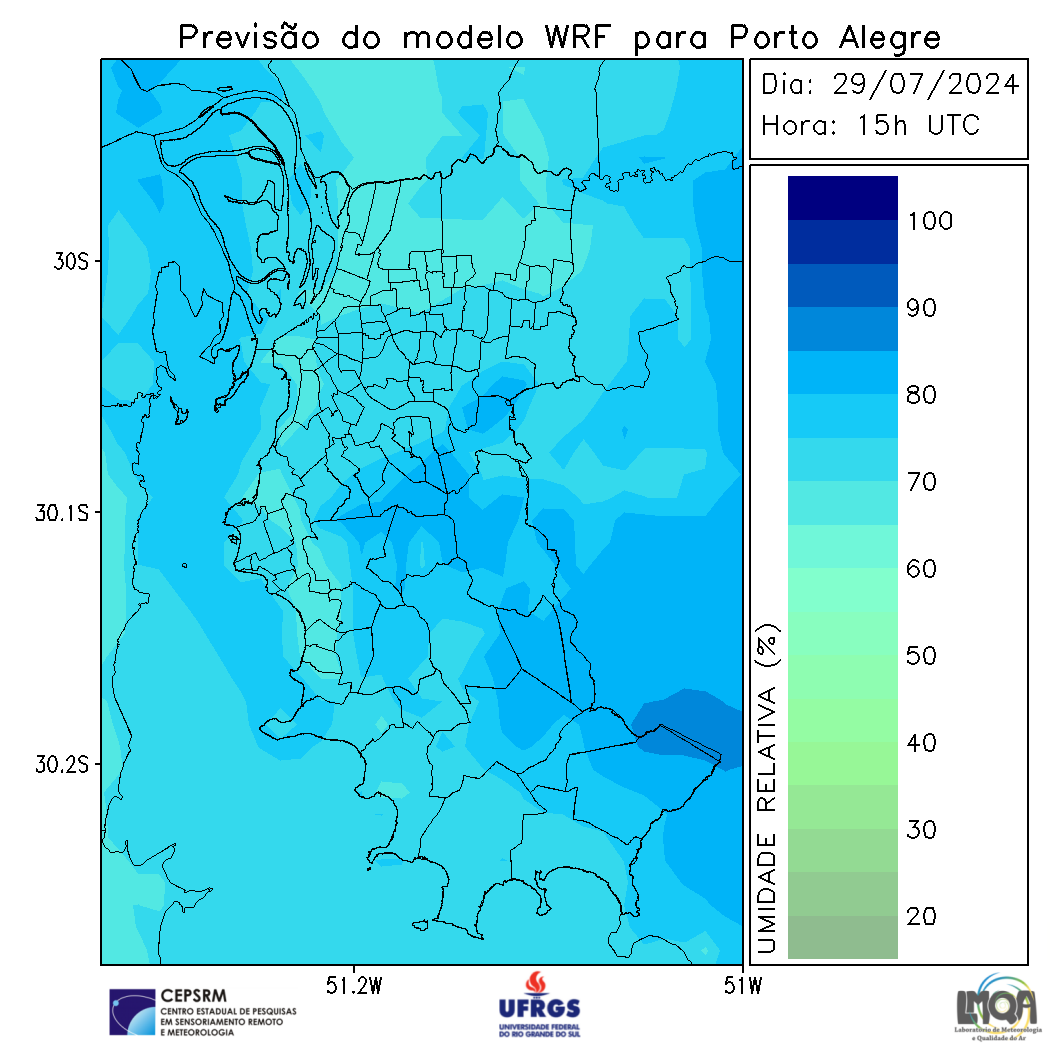 Previsão do modelo WRF para Porto Alegre
Dia: 29/07/2024
Hora: 15h UTC
30S
30.1S
30.2S
51.2W
51W
100
90
80
70
60
50
40
30
20
UMIDADE RELATIVA (%)
CEPSRM
CENTRO ESTADUAL DE PESQUISAS
EM SENSORIAMENTO REMOTO
E METEOROLOGIA
UFRGS
UNIVERSIDADE FEDERAL
DO RIO GRANDE DO SUL
LMQA
Laboratório de Meteorologia
e Qualidade do Ar